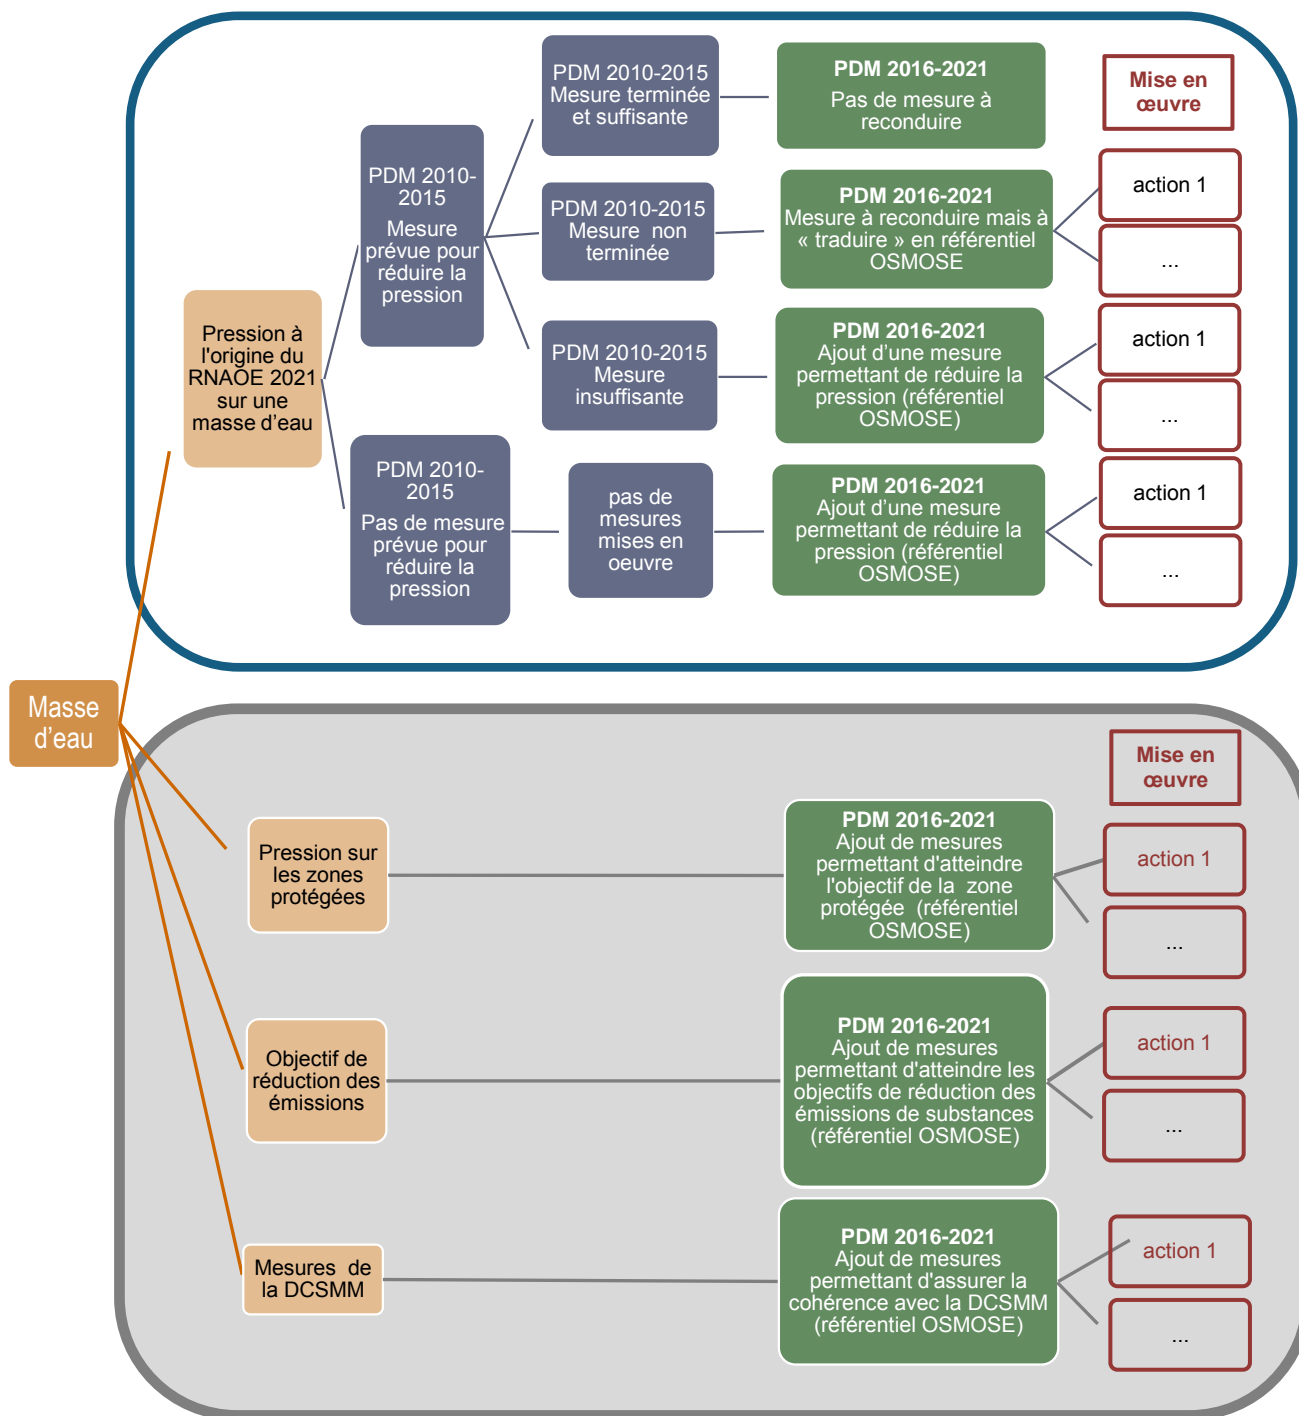 PDM 2010-2015
Mesure terminée
et suffisante
PDM 2016-2021
Pas de mesure à
reconduire
Mise en
œuvre
PDM 2010-
2015
Mesure
prévue pour
réduire la
pression
PDM 2010-2015
Mesure non
terminée
PDM 2016-2021
Mesure à reconduire mais à
« traduire » en référentiel
OSMOSE
action 1
...
Pression à
l'origine du
RNAOE 2021
sur une
masse d’eau
PDM 2010-2015
Mesure
insuffisante
PDM 2016-2021
Ajout d’une mesure
permettant de réduire la
pression (référentiel
OSMOSE)
action 1
...
PDM 2010-
2015
Pas de mesure
prévue pour
réduire la
pression
pas de
mesures
mises en
oeuvre
PDM 2016-2021
Ajout d’une mesure
permettant de réduire la
pression (référentiel
OSMOSE)
action 1
...
Masse
d’eau
Mise en
œuvre
Pression sur
les zones
protégées
PDM 2016-2021
Ajout de mesures
permettant d'atteindre
l'objectif de la zone
protégée (référentiel
OSMOSE)
action 1
...
Objectif de
réduction des
émissions
PDM 2016-2021
Ajout de mesures
permettant d'atteindre les
objectifs de réduction des
émissions de substances
(référentiel OSMOSE)
action 1
...
Mesures de
la DCSMM
PDM 2016-2021
Ajout de mesures
permettant d'assurer la
cohérence avec la DCSMM
(référentiel OSMOSE)
action 1
...